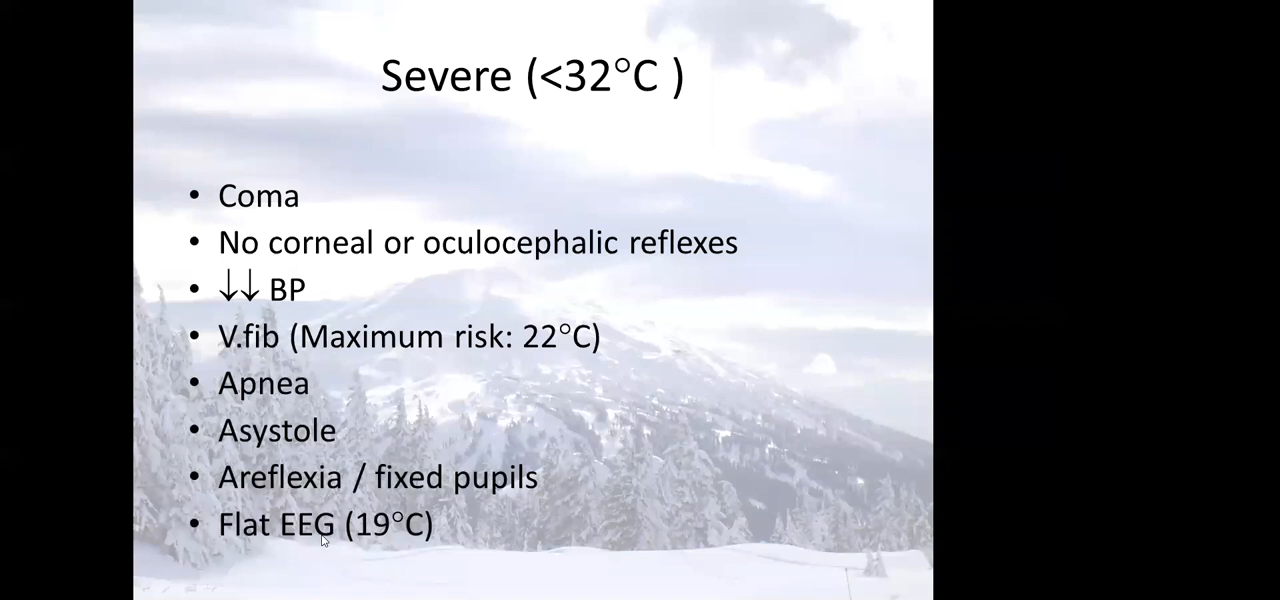 Severe (<32°C )
• Coma
• No corneal or oculocephalic reflexes
• ↓↓ BP
• V.fib (Maximum risk: 22°C)
• Apnea
• Asystole
• Areflexia / fixed pupils
• Flat EEG (19°C)